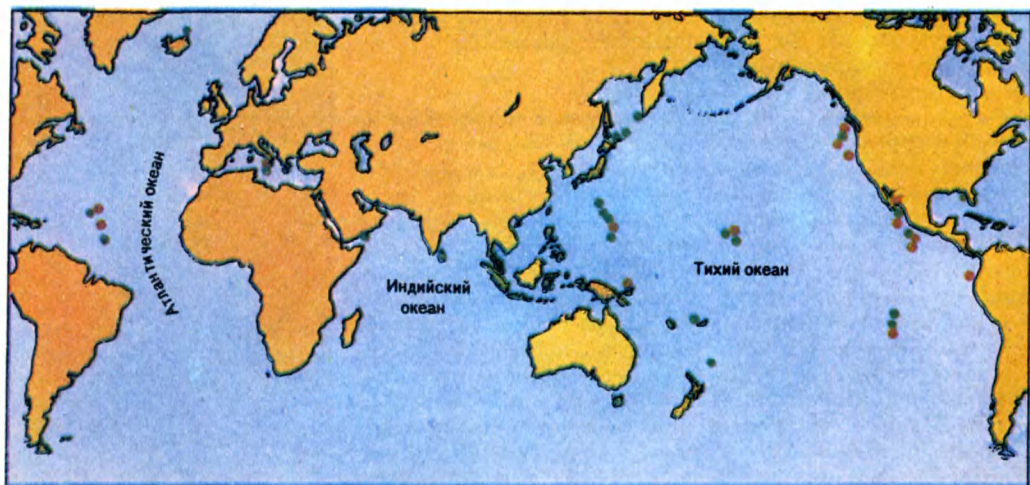 Атлантический океан
Индийский
океан
Тихий океан